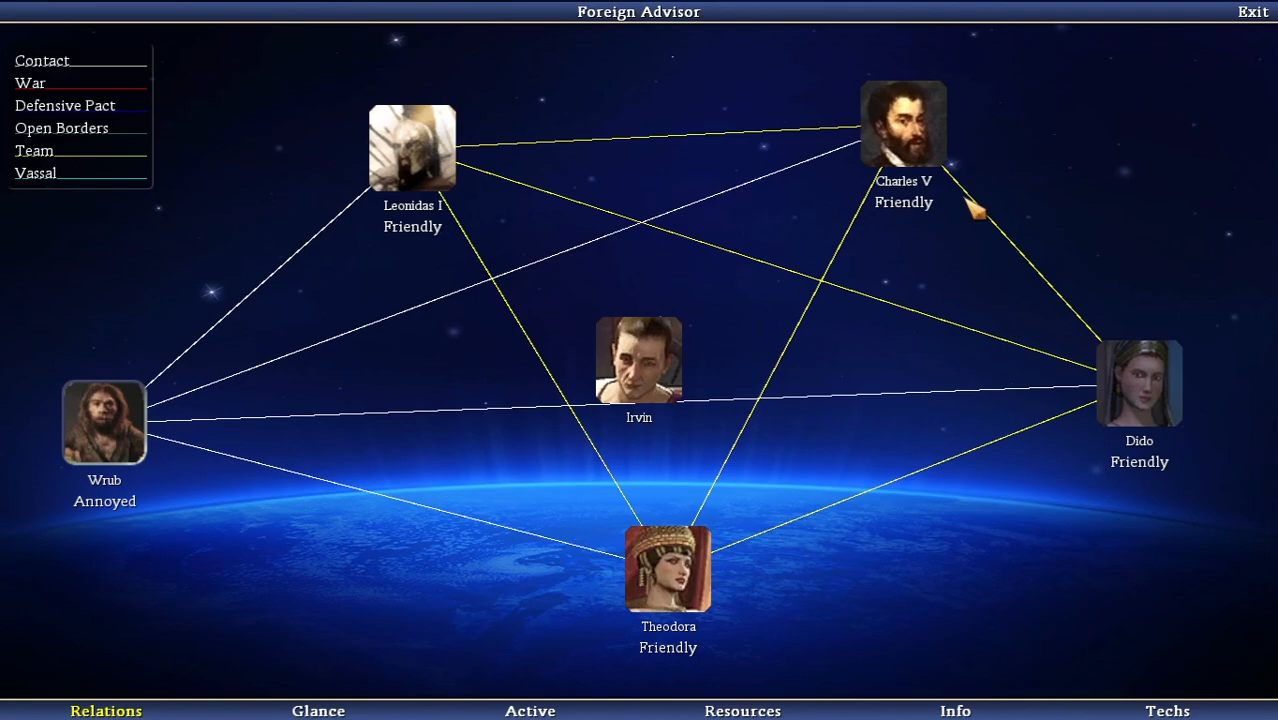 Foreign Advisor
Exit
Contact
War
Defensive Pact
Open Borders
Team
Vassal
Charles V
Friendly
Leonidas I
Friendly
Irvin
Dido
Friendly
Wrub
Annoyed
Theodora
Friendly
Relations
Glance
Active
Resources
Info
Techs